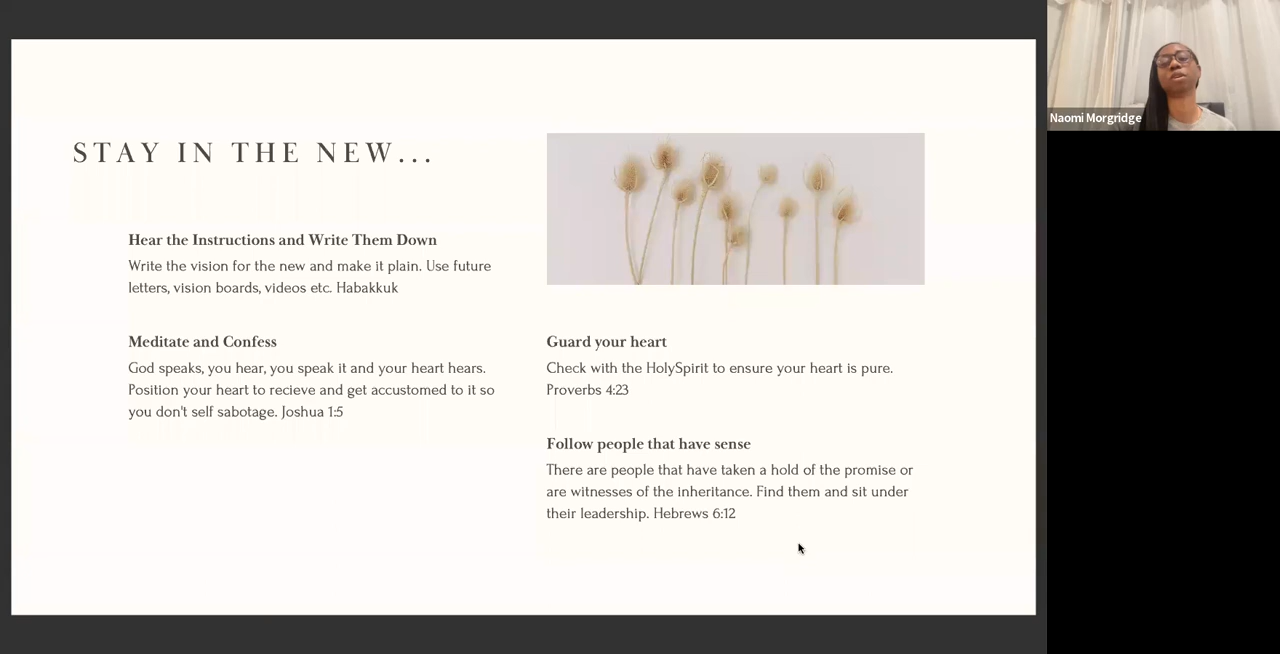 STAY IN THE NEW...
Hear the Instructions and Write Them Down
Write the vision for the new and make it plain. Use future
letters, vision boards, videos etc. Habakkuk
Meditate and Confess
God speaks, you hear, you speak it and your heart hears.
Position your heart to recieve and get accustomed to it so
you don't self sabotage. Joshua 1:5
Guard your heart
Check with the HolySpirit to ensure your heart is pure.
Proverbs 4:23
Follow people that have sense
There are people that have taken a hold of the promise or
are witnesses of the inheritance. Find them and sit under
their leadership. Hebrews 6:12
Naomi Morgridge